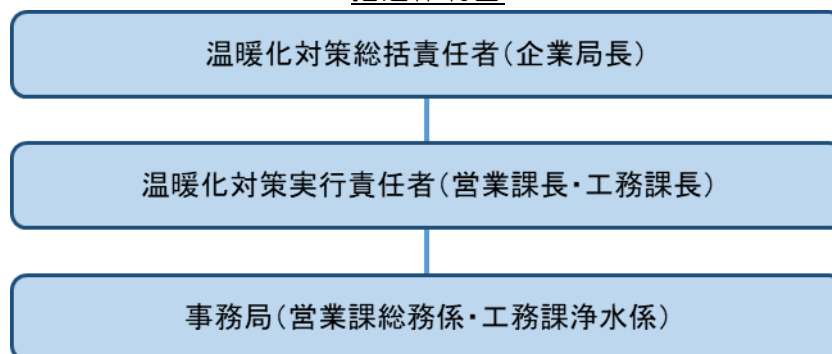 温暖化対策総括責任者(企業局長)
温暖化対策実行責任者(営業課長・工務課長)
事務局(営業課総務係・工務課浄水係)